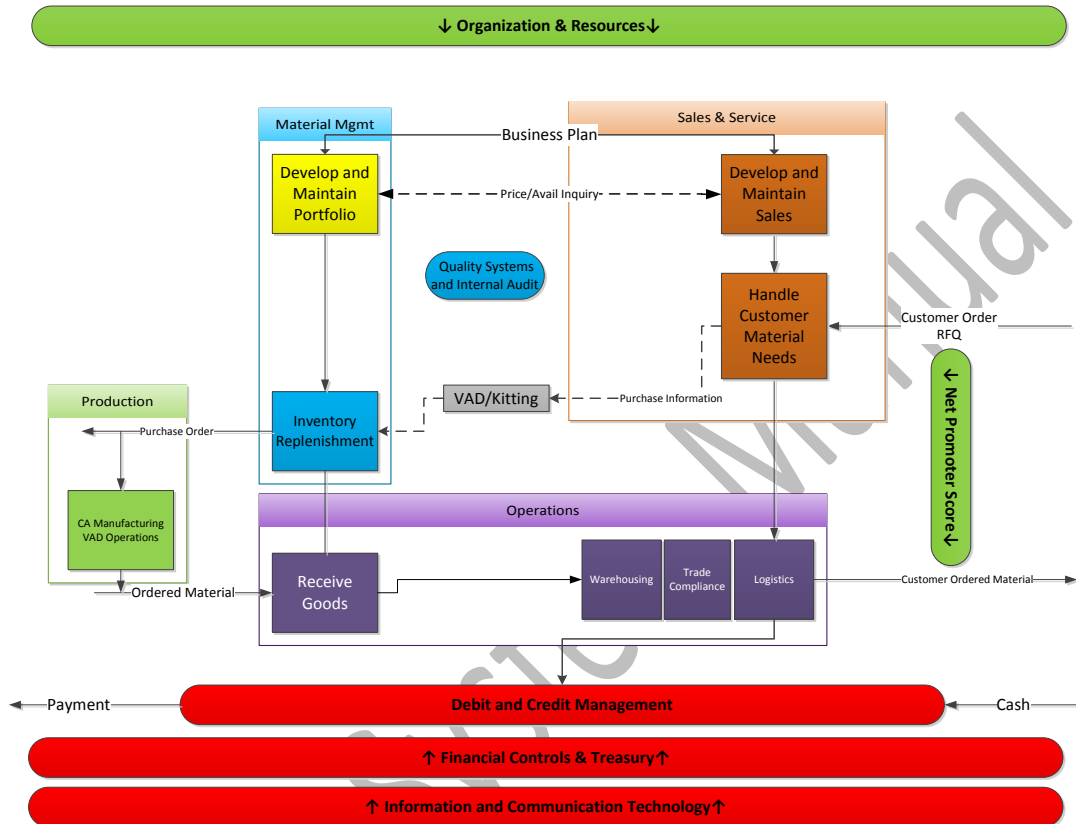 ↓ Organization & Resources↓
Material Mgmt
Sales & Service
Business Plan
Develop and
Maintain
Portfolio
Price/Avail Inquiry
Develop and
Maintain
Sales
Quality Systems
and Internal Audit
Handle
Customer
Material
Needs
Customer Order
RFQ
↓ Net Promoter Score↓
Production
VAD/Kitting
Purchase Information
Purchase Order
Inventory
Replenishment
CA Manufacturing
VAD Operations
Operations
Ordered Material
Receive
Goods
Warehousing
Trade
Compliance
Logistics
Customer Ordered Material
Payment
Debit and Credit Management
Cash
↑ Financial Controls & Treasury↑
↑ Information and Communication Technology↑